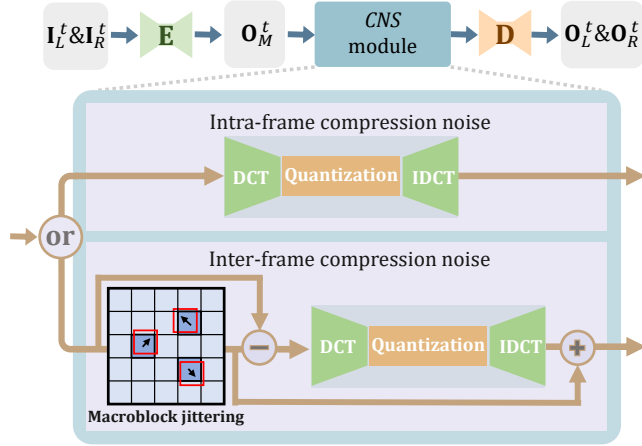 I_L^t&I_R^t
E
O_M^t
CNS
module
D
O_L^t&O_R^t
Intra-frame compression noise
DCT
Quantization
IDCT
or
Inter-frame compression noise
−
DCT
Quantization
IDCT
+
Macroblock jittering